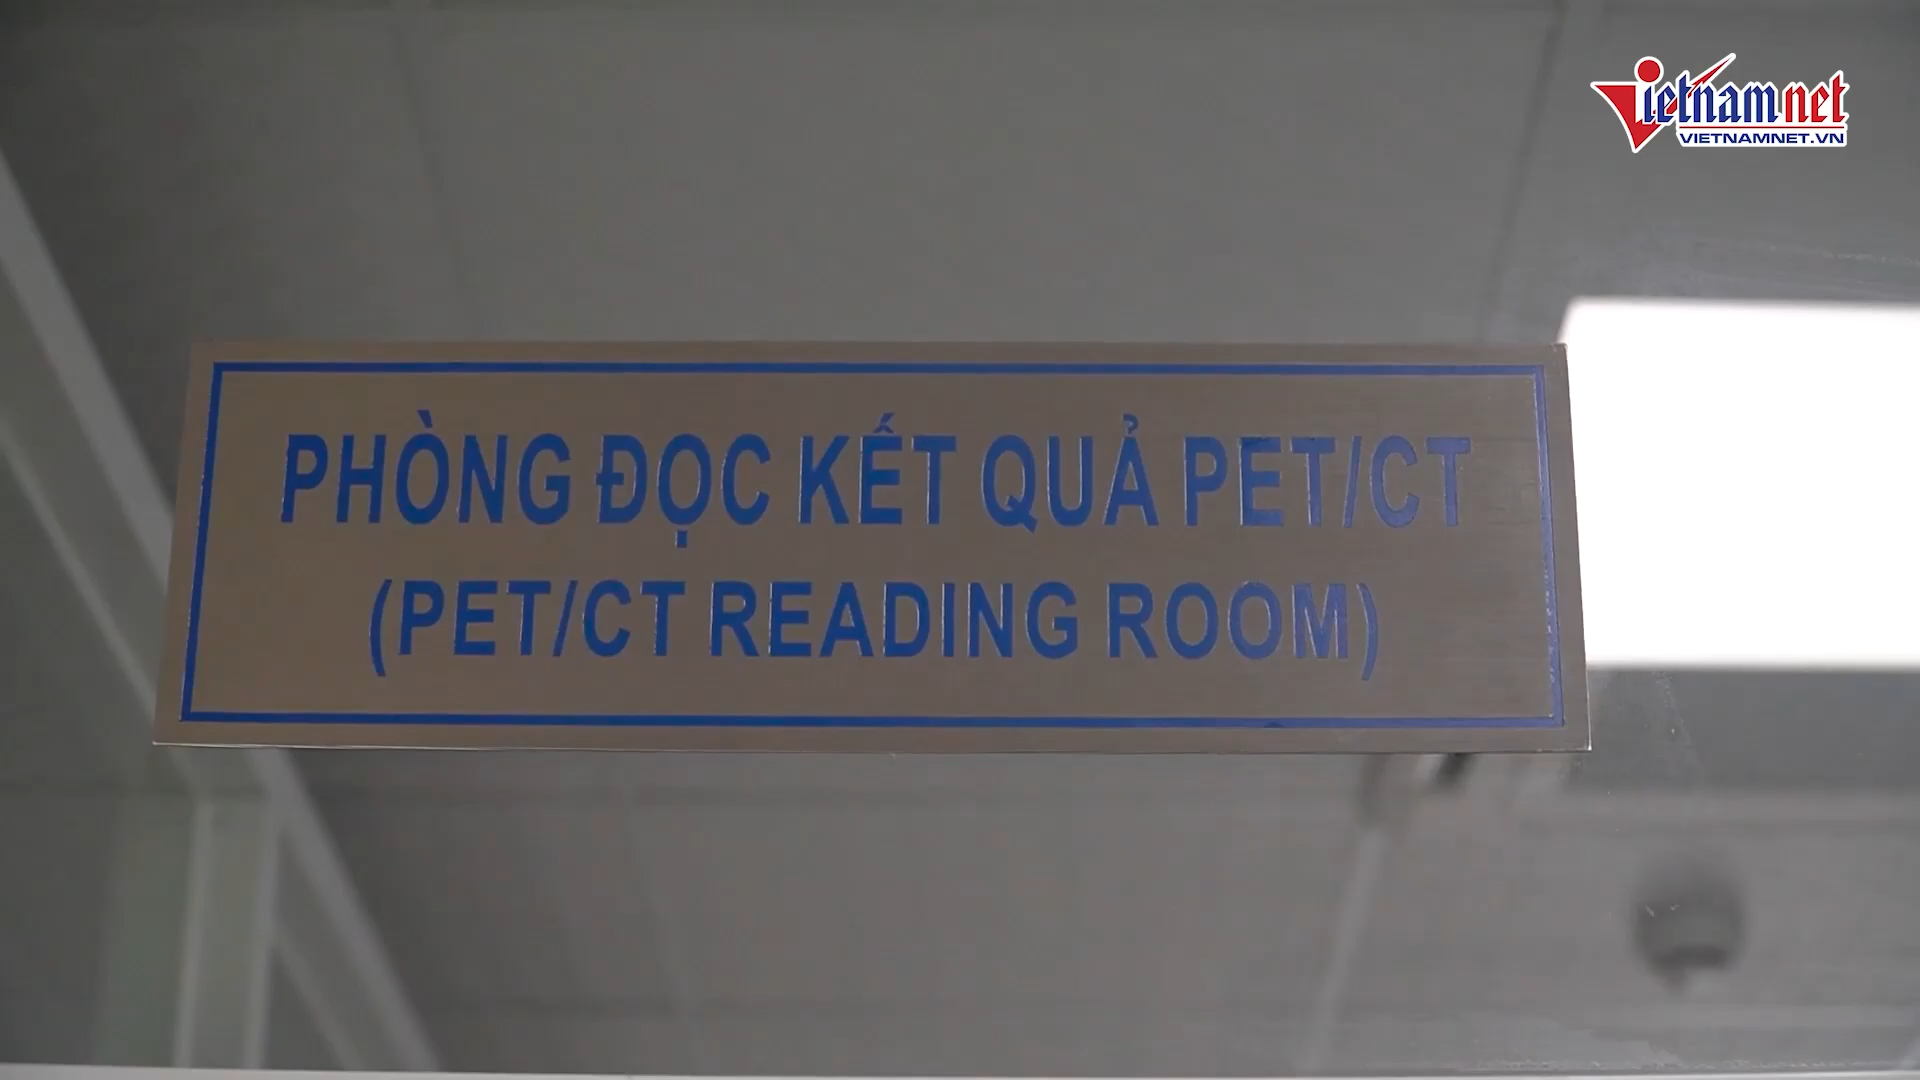 Vietnamnet
VIETNAMNET.VN
PHÒNG ĐỌC KẾT QUẢ PET/CT
(PET/CT READING ROOM)